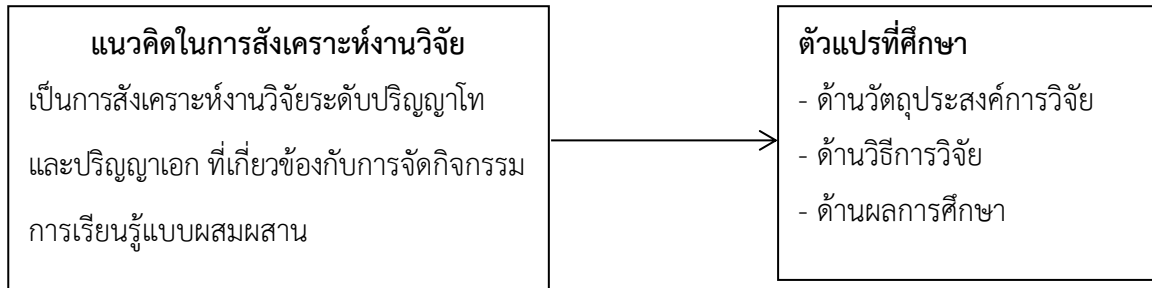 แนวคิดในการสังเคราะห์งานวิจัย
เป็นการสังเคราะห์งานวิจัยระดับปริญญาโท
และปริญญาเอก ที่เกี่ยวข้องกับการจัดกิจกรรม
การเรียนรู้แบบผสมผสาน
ตัวแปรที่ศึกษา
- ด้านวัตถุประสงค์การวิจัย
- ด้านวิธีการวิจัย
- ด้านผลการศึกษา